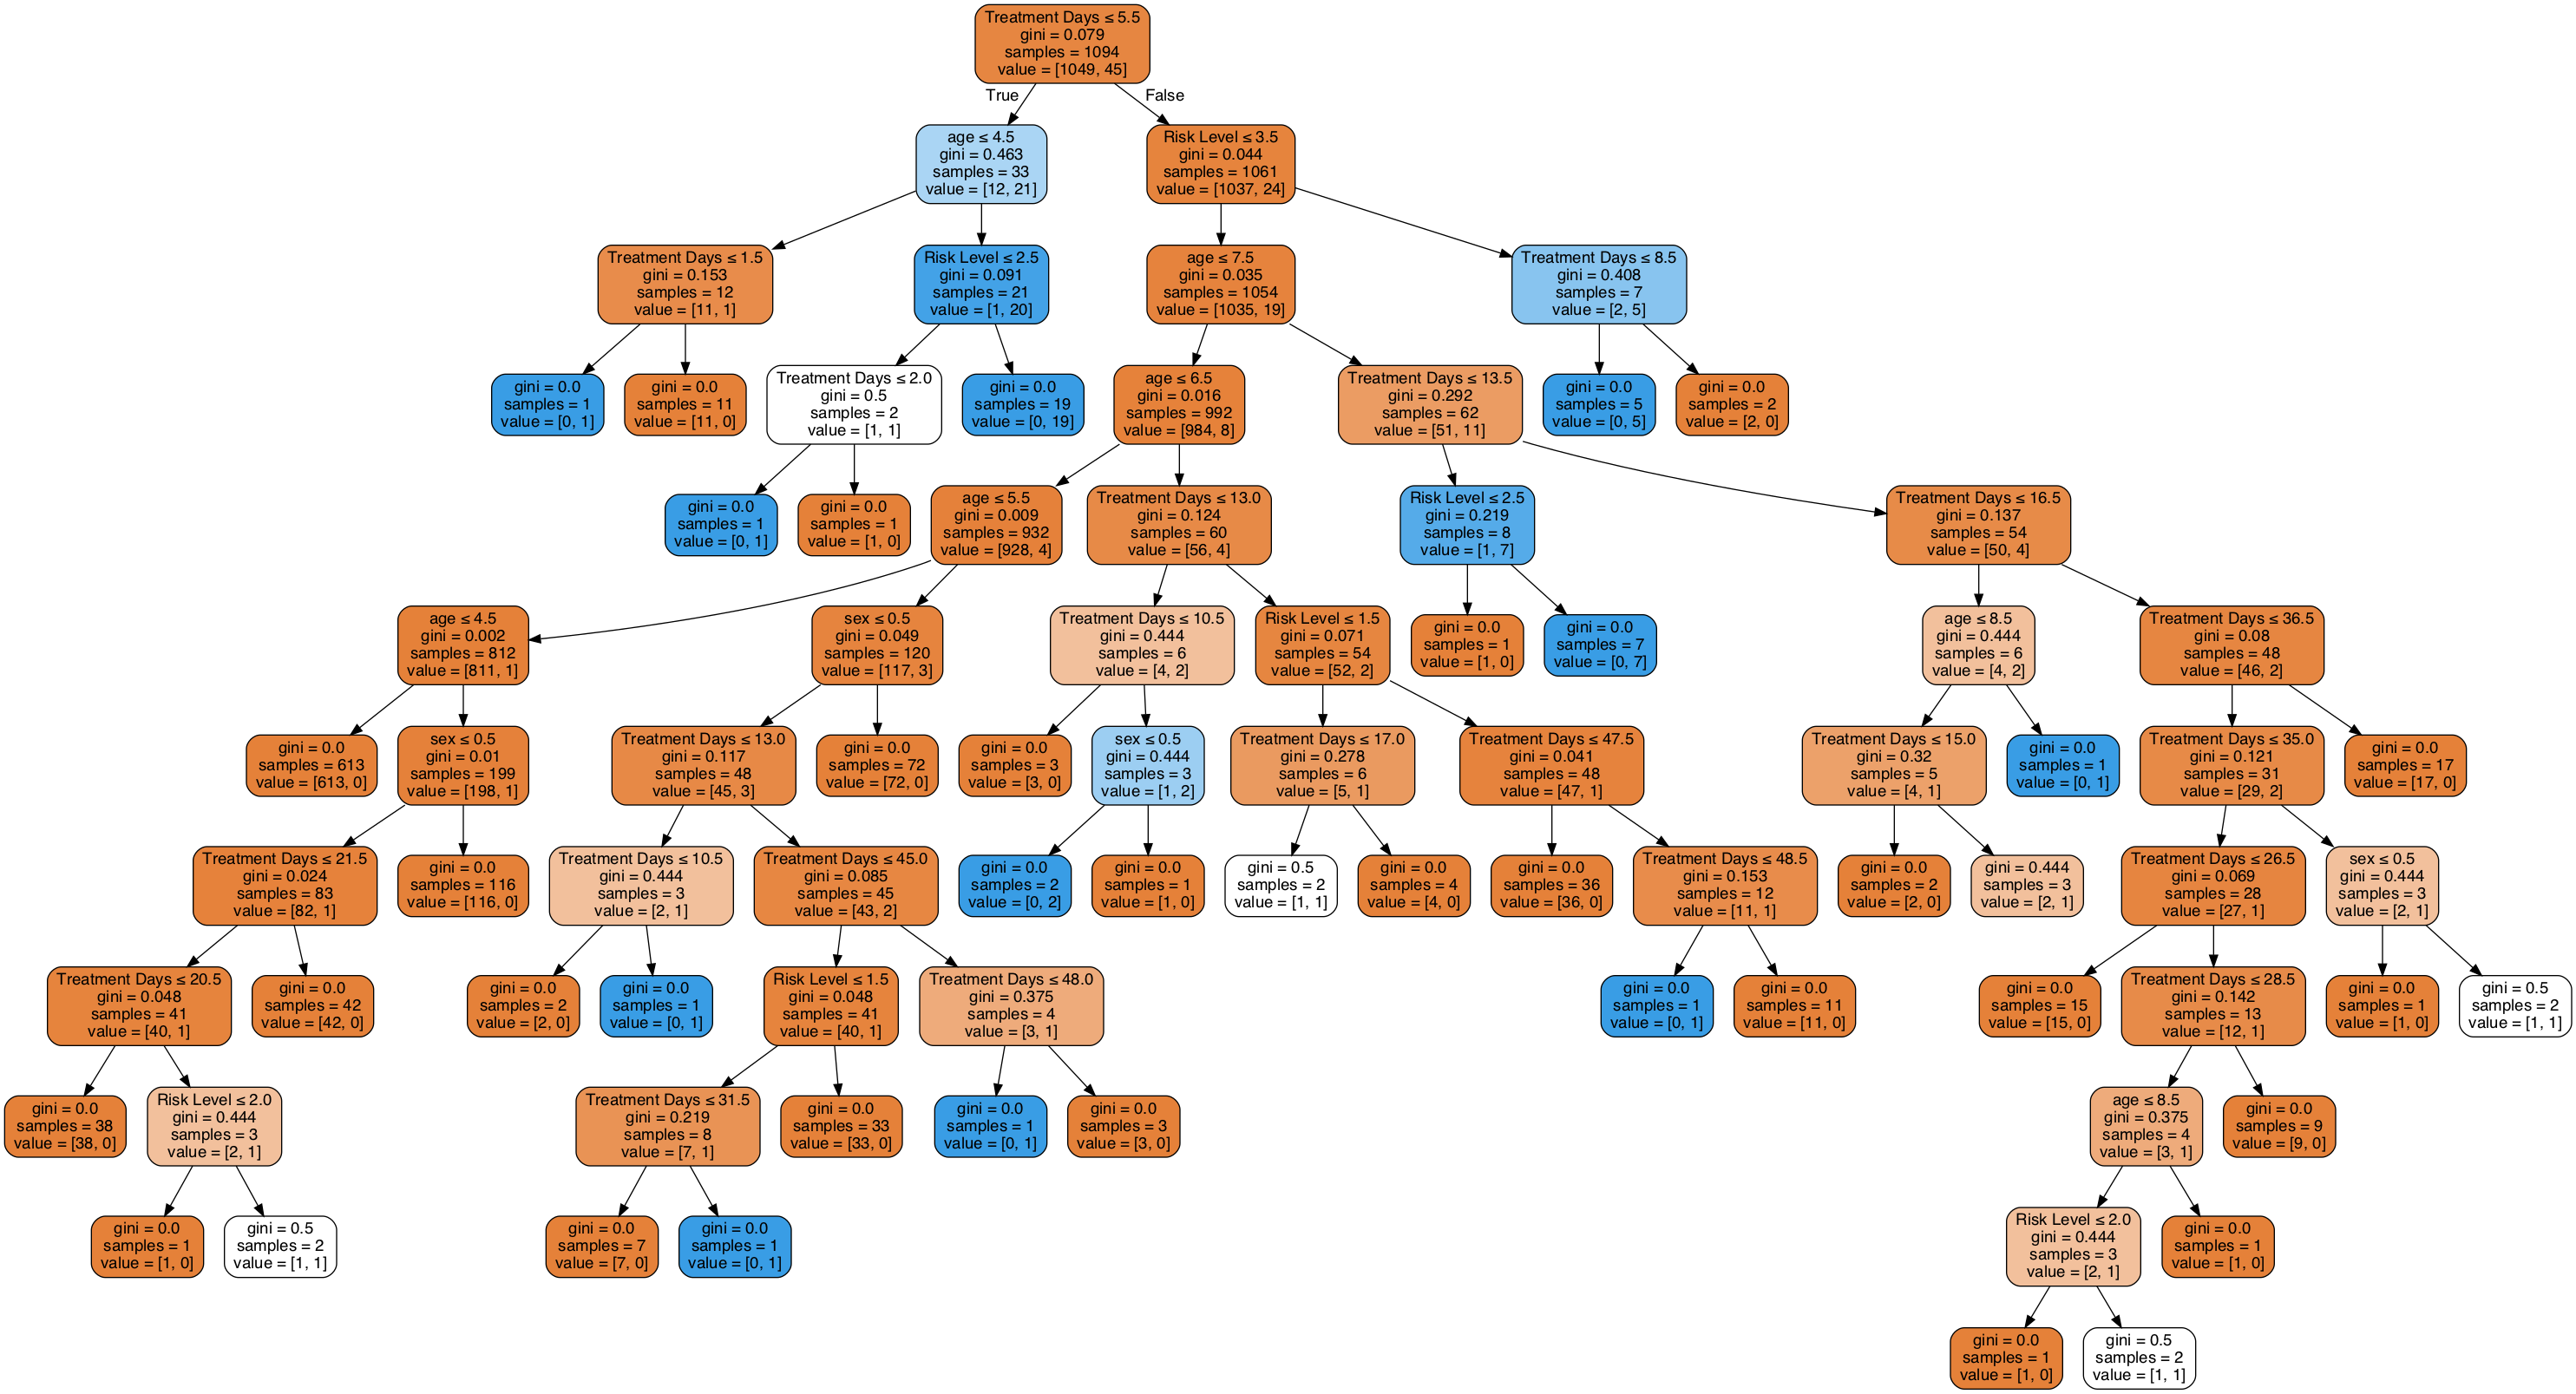 Treatment Days ≤ 5.5
gini = 0.079
samples = 1094
value = [1049, 45]
True
False
age ≤ 4.5
gini = 0.463
samples = 33
value = [12, 21]
Risk Level ≤ 3.5
gini = 0.044
samples = 1061
value = [1037, 24]
Treatment Days ≤ 1.5
gini = 0.153
samples = 12
value = [11, 1]
Risk Level ≤ 2.5
gini = 0.091
samples = 21
value = [1, 20]
age ≤ 7.5
gini = 0.035
samples = 1054
value = [1035, 19]
Treatment Days ≤ 8.5
gini = 0.408
samples = 7
value = [2, 5]
gini = 0.0
samples = 1
value = [0, 1]
gini = 0.0
samples = 11
value = [11, 0]
Treatment Days ≤ 2.0
gini = 0.5
samples = 2
value = [1, 1]
gini = 0.0
samples = 19
value = [0, 19]
age ≤ 6.5
gini = 0.016
samples = 992
value = [984, 8]
Treatment Days ≤ 13.5
gini = 0.292
samples = 62
value = [51, 11]
gini = 0.0
samples = 5
value = [0, 5]
gini = 0.0
samples = 2
value = [2, 0]
gini = 0.0
samples = 1
value = [0, 1]
gini = 0.0
samples = 1
value = [1, 0]
age ≤ 5.5
gini = 0.009
samples = 932
value = [928, 4]
Treatment Days ≤ 13.0
gini = 0.124
samples = 60
value = [56, 4]
Risk Level ≤ 2.5
gini = 0.219
samples = 8
value = [1, 7]
Treatment Days ≤ 16.5
gini = 0.137
samples = 54
value = [50, 4]
age ≤ 4.5
gini = 0.002
samples = 812
value = [811, 1]
sex ≤ 0.5
gini = 0.049
samples = 120
value = [117, 3]
Treatment Days ≤ 10.5
gini = 0.444
samples = 6
value = [4, 2]
Risk Level ≤ 1.5
gini = 0.071
samples = 54
value = [52, 2]
gini = 0.0
samples = 1
value = [1, 0]
gini = 0.0
samples = 7
value = [0, 7]
age ≤ 8.5
gini = 0.444
samples = 6
value = [4, 2]
Treatment Days ≤ 36.5
gini = 0.08
samples = 48
value = [46, 2]
gini = 0.0
samples = 613
value = [613, 0]
sex ≤ 0.5
gini = 0.01
samples = 199
value = [198, 1]
Treatment Days ≤ 13.0
gini = 0.117
samples = 48
value = [45, 3]
gini = 0.0
samples = 72
value = [72, 0]
gini = 0.0
samples = 3
value = [3, 0]
sex ≤ 0.5
gini = 0.444
samples = 3
value = [1, 2]
Treatment Days ≤ 17.0
gini = 0.278
samples = 6
value = [5, 1]
Treatment Days ≤ 47.5
gini = 0.041
samples = 48
value = [47, 1]
Treatment Days ≤ 15.0
gini = 0.32
samples = 5
value = [4, 1]
gini = 0.0
samples = 1
value = [0, 1]
Treatment Days ≤ 35.0
gini = 0.121
samples = 31
value = [29, 2]
gini = 0.0
samples = 17
value = [17, 0]
Treatment Days ≤ 21.5
gini = 0.024
samples = 83
value = [82, 1]
gini = 0.0
samples = 116
value = [116, 0]
Treatment Days ≤ 10.5
gini = 0.444
samples = 3
value = [2, 1]
Treatment Days ≤ 45.0
gini = 0.085
samples = 45
value = [43, 2]
gini = 0.0
samples = 2
value = [0, 2]
gini = 0.0
samples = 1
value = [1, 0]
gini = 0.5
samples = 2
value = [1, 1]
gini = 0.0
samples = 4
value = [4, 0]
gini = 0.0
samples = 36
value = [36, 0]
Treatment Days ≤ 48.5
gini = 0.153
samples = 12
value = [11, 1]
gini = 0.0
samples = 2
value = [2, 0]
gini = 0.444
samples = 3
value = [2, 1]
Treatment Days ≤ 26.5
gini = 0.069
samples = 28
value = [27, 1]
sex ≤ 0.5
gini = 0.444
samples = 3
value = [2, 1]
Treatment Days ≤ 20.5
gini = 0.048
samples = 41
value = [40, 1]
gini = 0.0
samples = 42
value = [42, 0]
gini = 0.0
samples = 2
value = [2, 0]
gini = 0.0
samples = 1
value = [0, 1]
Risk Level ≤ 1.5
gini = 0.048
samples = 41
value = [40, 1]
Treatment Days ≤ 48.0
gini = 0.375
samples = 4
value = [3, 1]
gini = 0.0
samples = 1
value = [0, 1]
gini = 0.0
samples = 11
value = [11, 0]
gini = 0.0
samples = 15
value = [15, 0]
Treatment Days ≤ 28.5
gini = 0.142
samples = 13
value = [12, 1]
gini = 0.0
samples = 1
value = [1, 0]
gini = 0.5
samples = 2
value = [1, 1]
gini = 0.0
samples = 38
value = [38, 0]
Risk Level ≤ 2.0
gini = 0.444
samples = 3
value = [2, 1]
Treatment Days ≤ 31.5
gini = 0.219
samples = 8
value = [7, 1]
gini = 0.0
samples = 33
value = [33, 0]
gini = 0.0
samples = 1
value = [0, 1]
gini = 0.0
samples = 3
value = [3, 0]
age ≤ 8.5
gini = 0.375
samples = 4
value = [3, 1]
gini = 0.0
samples = 9
value = [9, 0]
gini = 0.0
samples = 1
value = [1, 0]
gini = 0.5
samples = 2
value = [1, 1]
gini = 0.0
samples = 7
value = [7, 0]
gini = 0.0
samples = 1
value = [0, 1]
Risk Level ≤ 2.0
gini = 0.444
samples = 3
value = [2, 1]
gini = 0.0
samples = 1
value = [1, 0]
gini = 0.0
samples = 1
value = [1, 0]
gini = 0.5
samples = 2
value = [1, 1]